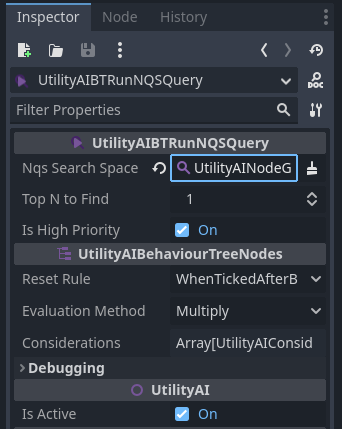 Inspector Node History
UtilityAIBTRunNQSQuery
DOC
Filter Properties
UtilityAIBTRunNQSQuery
Nqs Search Space UtilityAINodeG
Top N to Find 1
Is High Priority On
UtilityAIBehaviourTreeNodes
Reset Rule WhenTickedAfterB
Evaluation Method Multiply
Considerations Array[UtilityAIConsid
Debugging
UtilityAI
Is Active On